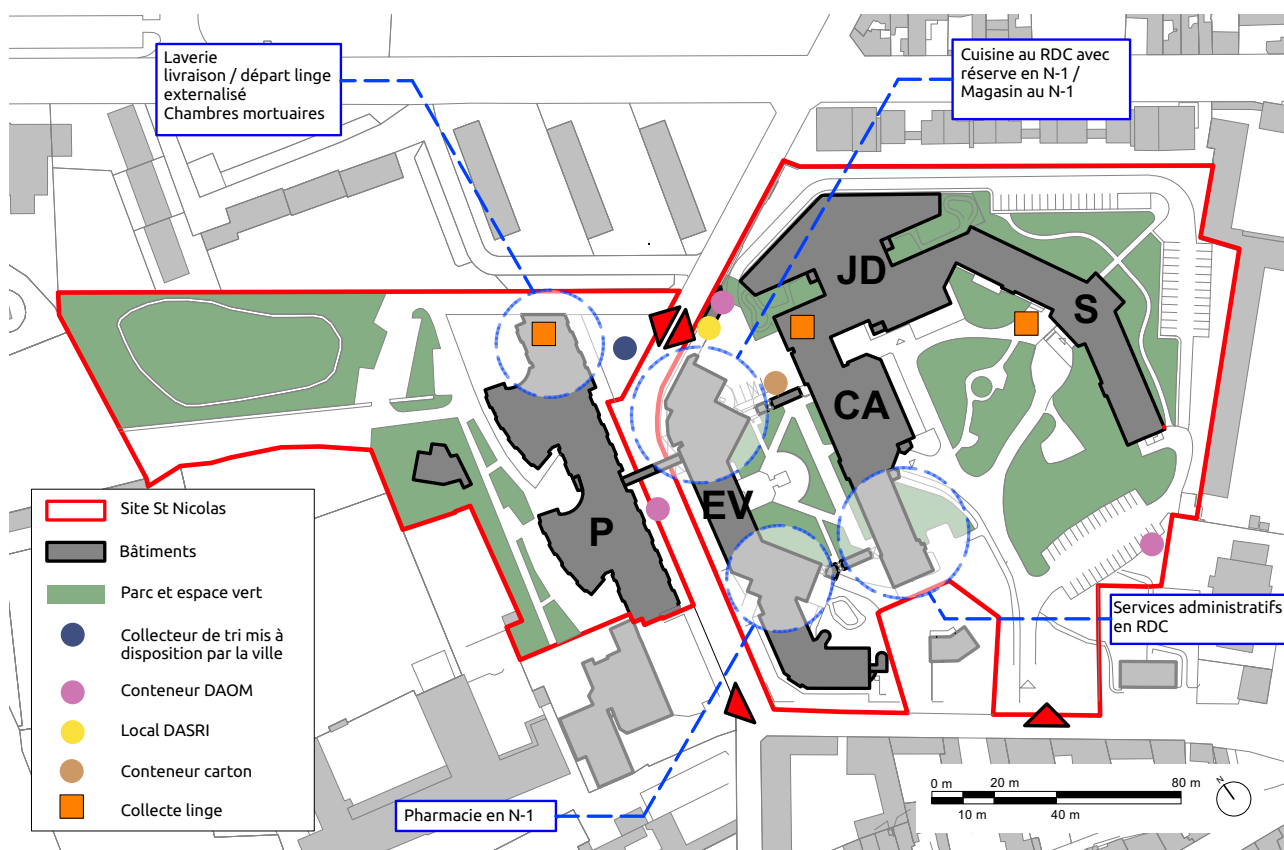 Laverie
livraison / départ linge
externalisé
Chambres mortuaires
Cuisine au RDC avec
réserve en N-1 /
Magasin au N-1
JD
S
CA
EV
P
Services administratifs
en RDC
Pharmacie en N-1
Site St Nicolas
Bâtiments
Parc et espace vert
Collecteur de tri mis à
disposition par la ville
Conteneur DAOM
Local DASRI
Conteneur carton
Collecte linge
0 m 20 m 80 m
10 m 40 m
N